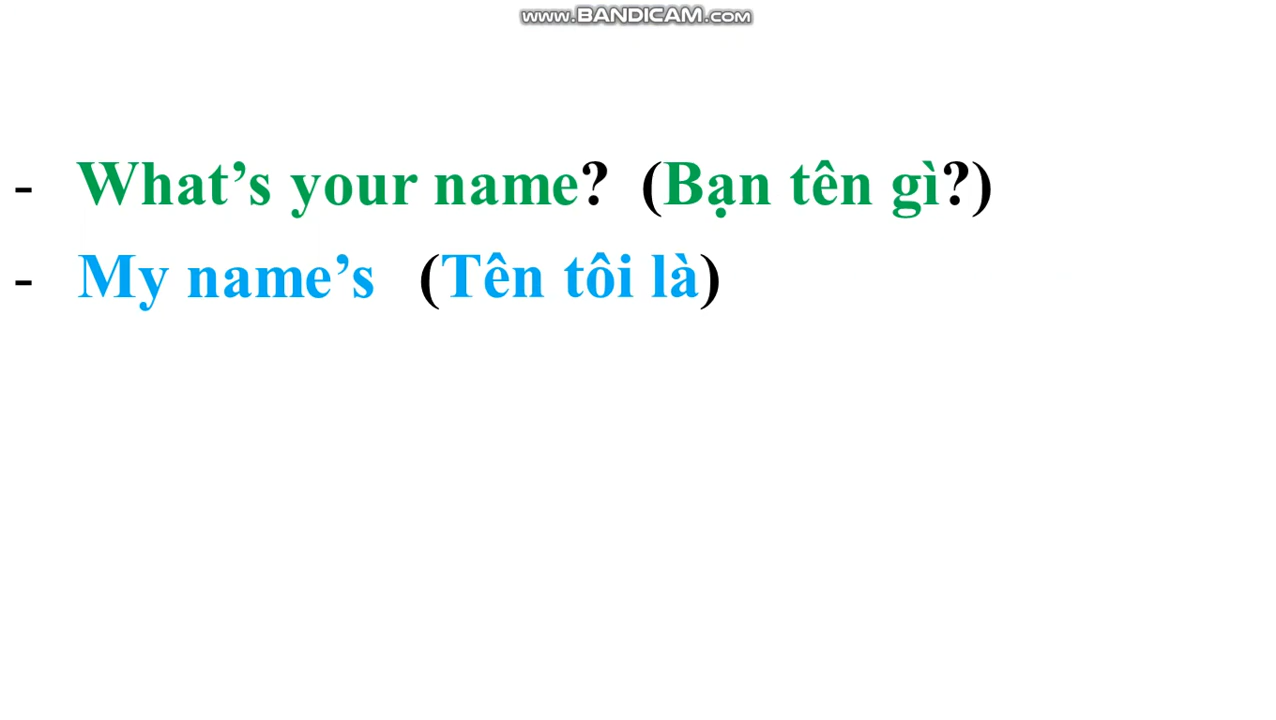 www.BANDICAM.com
- What’s your name? (Bạn tên gì?)
- My name’s (Tên tôi là)